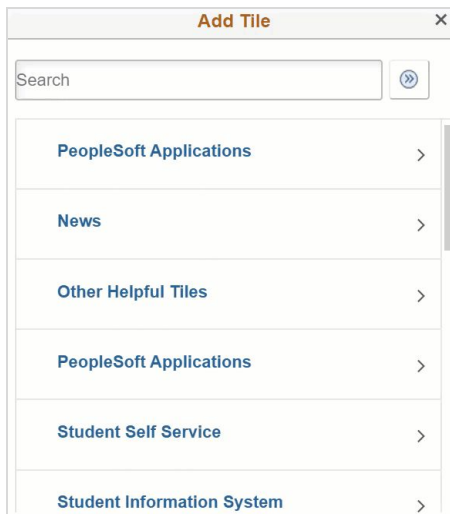 Add Tile
Search
PeopleSoft Applications
News
Other Helpful Tiles
PeopleSoft Applications
Student Self Service
Student Information System